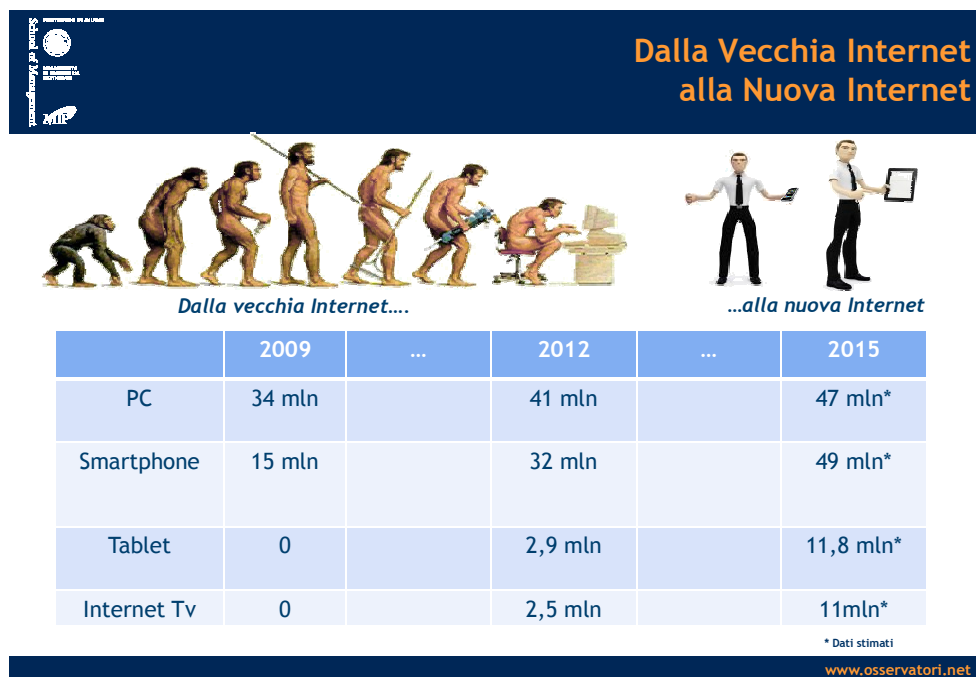 School of Management
MIP
Dalla Vecchia Internet
alla Nuova Internet
Dalla vecchia Internet….
…alla nuova Internet
2009 … 2012 … 2015
PC 34 mln 41 mln 47 mln*
Smartphone 15 mln 32 mln 49 mln*
Tablet 0 2,9 mln 11,8 mln*
Internet Tv 0 2,5 mln 11mln*
* Dati stimati
www.osservatori.net